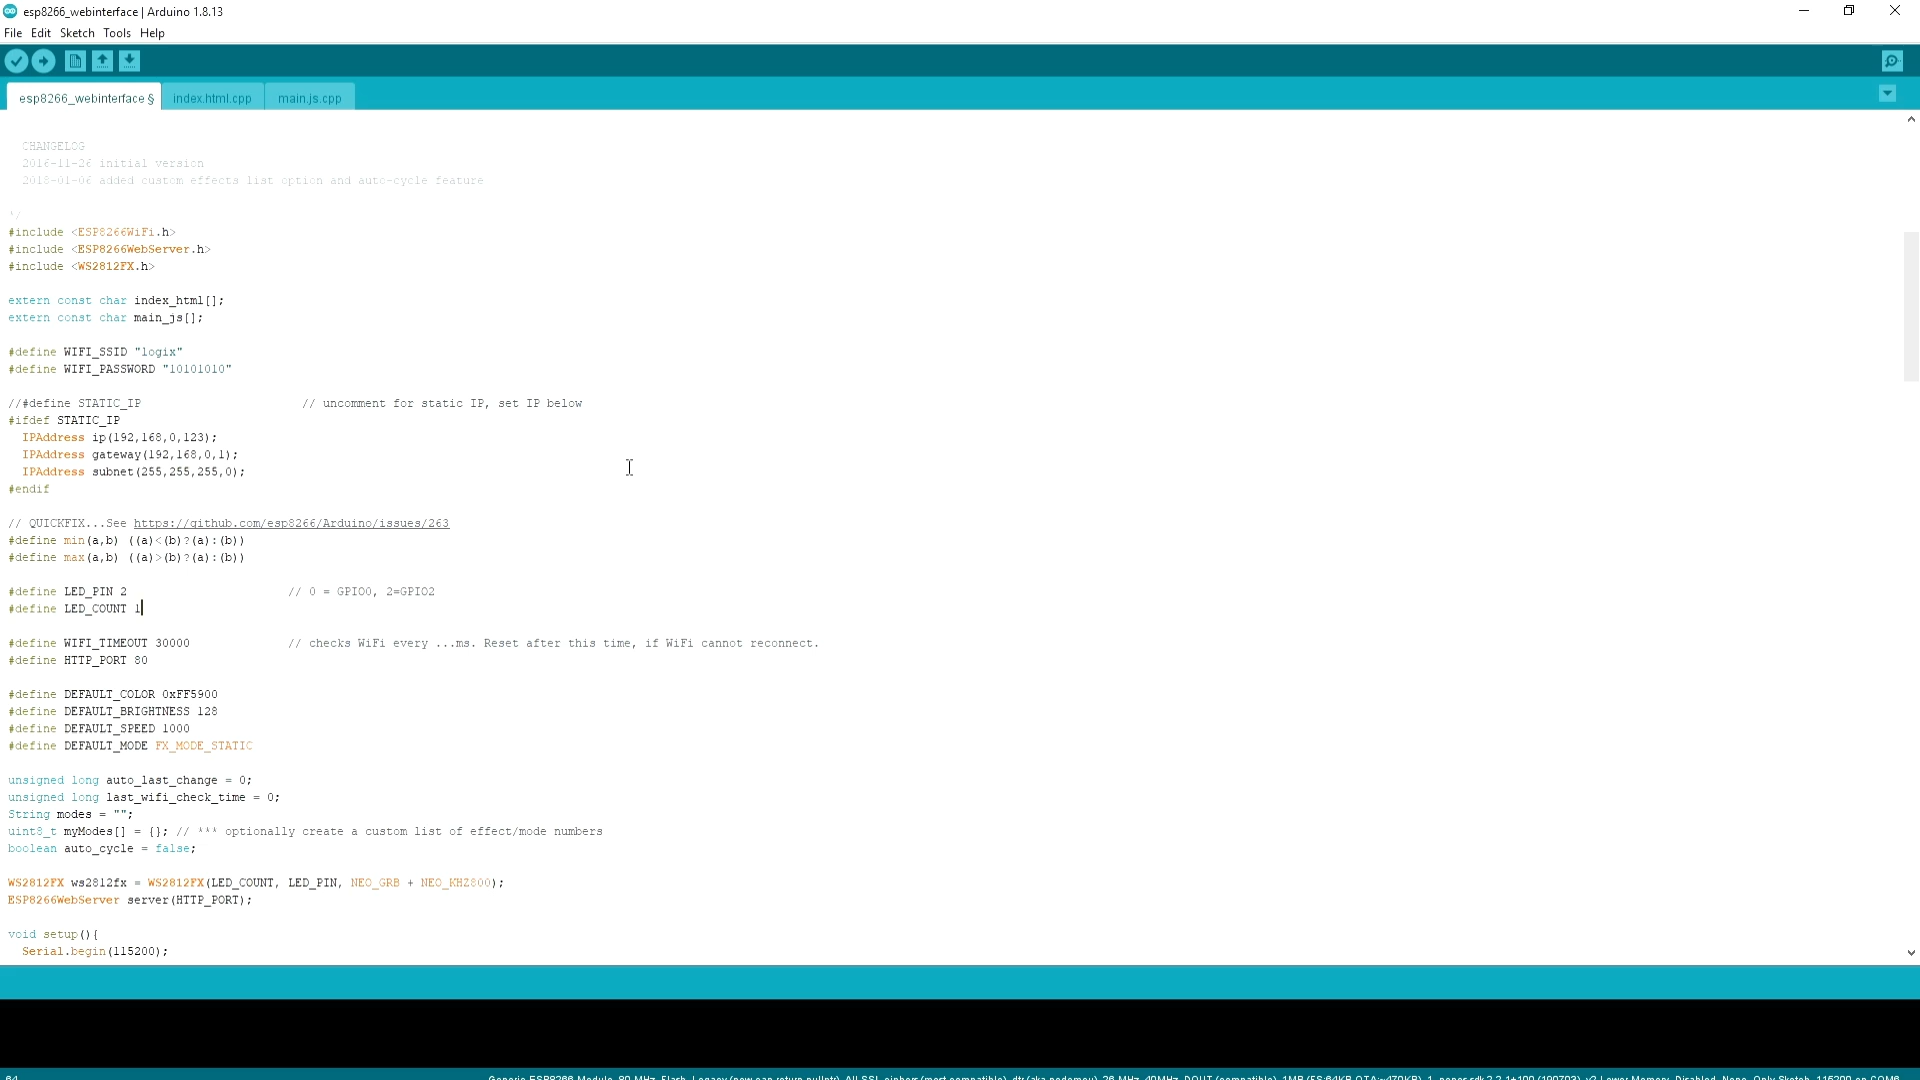 esp8266_webinterface | Arduino 1.8.13
File Edit Sketch Tools Help
esp8266_webinterface § index.html.cpp main.js.cpp
CHANGELOG
2016-11-26 initial version
2018-01-06 added custom effects list option and auto-cycle feature
*/
#include <ESP8266WiFi.h>
#include <ESP8266WebServer.h>
#include <WS2812FX.h>
extern const char index_html[];
extern const char main_js[];
#define WIFI_SSID "logix"
#define WIFI_PASSWORD "10101010"
//#define STATIC_IP // uncomment for static IP, set IP below
#ifdef STATIC_IP
IPAddress ip(192,168,0,123);
IPAddress gateway(192,168,0,1);
IPAddress subnet(255,255,255,0);
#endif
// QUICKFIX...See https://github.com/esp8266/Arduino/issues/263
#define min(a,b) ((a)<(b)?(a):(b))
#define max(a,b) ((a)>(b)?(a):(b))
#define LED_PIN 2 // 0 = GPIO0, 2=GPIO2
#define LED_COUNT 1
#define WIFI_TIMEOUT 30000 // checks WiFi every ...ms. Reset after this time, if WiFi cannot reconnect.
#define HTTP_PORT 80
#define DEFAULT_COLOR 0xFF5900
#define DEFAULT_BRIGHTNESS 128
#define DEFAULT_SPEED 1000
#define DEFAULT_MODE FX_MODE_STATIC
unsigned long auto_last_change = 0;
unsigned long last_wifi_check_time = 0;
String modes = "";
uint8_t myModes[] = {}; // *** optionally create a custom list of effect/mode numbers
boolean auto_cycle = false;
WS2812FX ws2812fx = WS2812FX(LED_COUNT, LED_PIN, NEO_GRB + NEO_KHZ800);
ESP8266WebServer server(HTTP_PORT);
void setup(){
Serial.begin(115200);